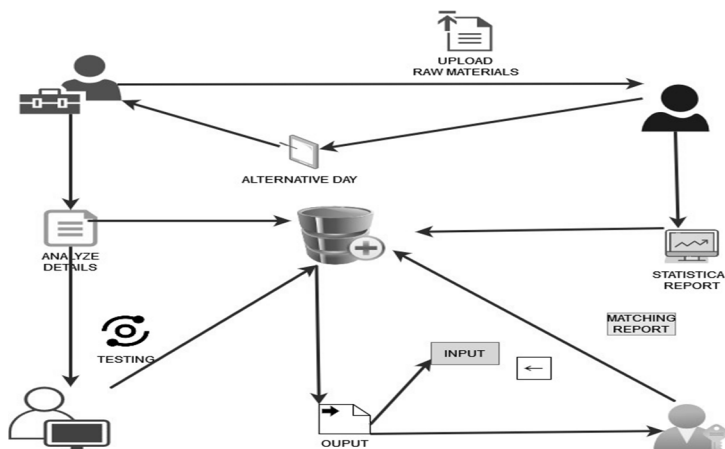 UPLOAD
RAW MATERIALS
ALTERNATIVE DAY
ANALYZE
DETAILS
STATISTICA
REPORT
MATCHING
REPORT
TESTING
INPUT
OUPUT